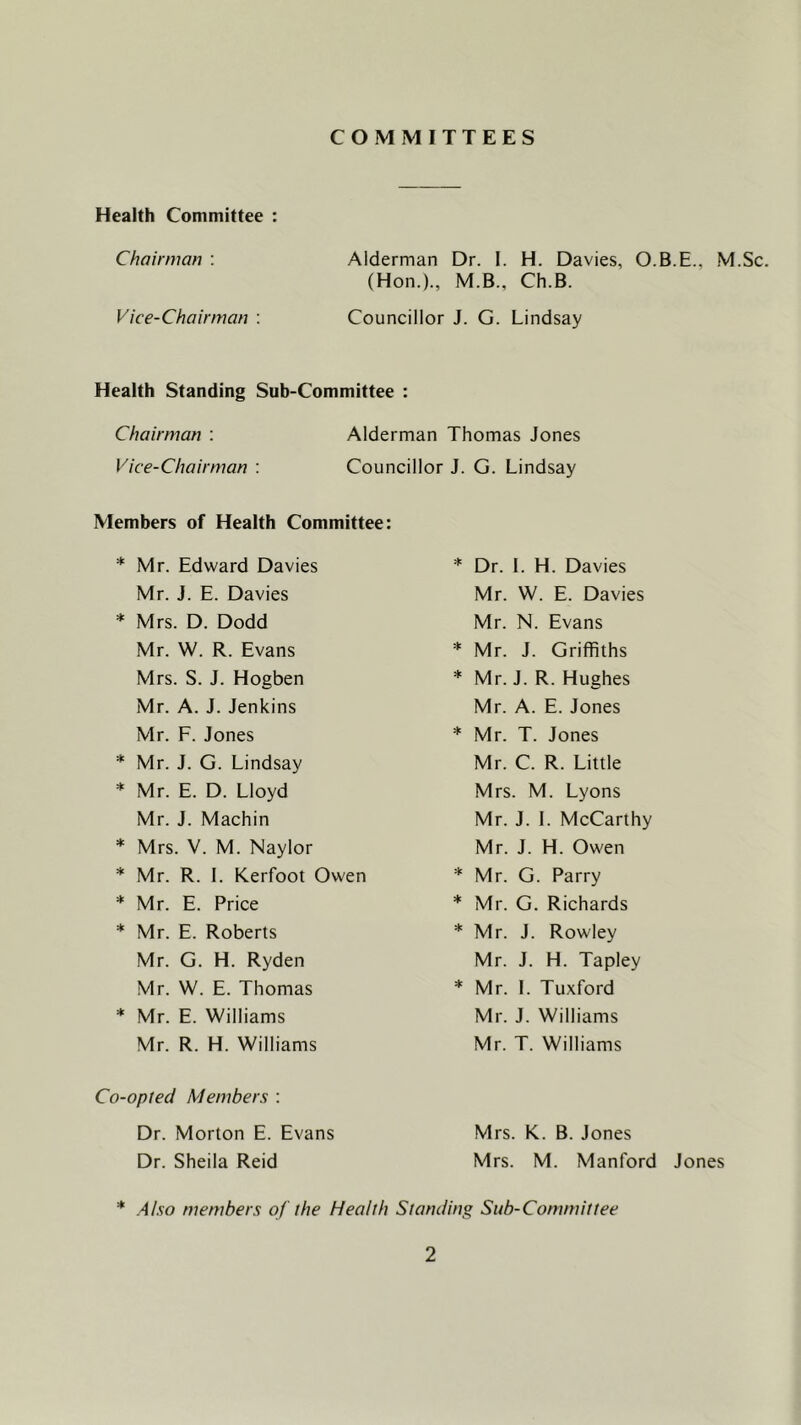 COMMITTEES
Health Committee :
Chairman : Alderman Dr. I. H. Davies, O.B.E., M.Sc.
(Hon.)., M.B., Ch.B.
Vice-Chairman : Councillor J. G. Lindsay
Health Standing Sub-Committee :
Chairman : Alderman Thomas Jones
Vice-Chairman : Councillor J. G. Lindsay
Members of Health Committee:
* Mr. Edward Davies * Dr. I. H. Davies
Mr. J. E. Davies Mr. W. E. Davies
* Mrs. D. Dodd Mr. N. Evans
Mr. W. R. Evans * Mr. J. Griffiths
Mrs. S. J. Hogben * Mr. J. R. Hughes
Mr. A. J. Jenkins Mr. A. E. Jones
Mr. F. Jones * Mr. T. Jones
* Mr. J. G. Lindsay Mr. C. R. Little
* Mr. E. D. Lloyd Mrs. M. Lyons
Mr. J. Machin Mr. J. I. McCarthy
* Mrs. V. M. Naylor Mr. J. H. Owen
* Mr. R. I. Kerfoot Owen * Mr. G. Parry
* Mr. E. Price * Mr. G. Richards
* Mr. E. Roberts * Mr. J. Rowley
Mr. G. H. Ryden Mr. J. H. Tapley
Mr. W. E. Thomas * Mr. I. Tuxford
* Mr. E. Williams Mr. J. Williams
Mr. R. H. Williams Mr. T. Williams
Co-opted Members :
Dr. Morton E. Evans Mrs. K. B. Jones
Dr. Sheila Reid Mrs. M. Manford Jones
* Also members of the Health Standing Sub-Committee
2